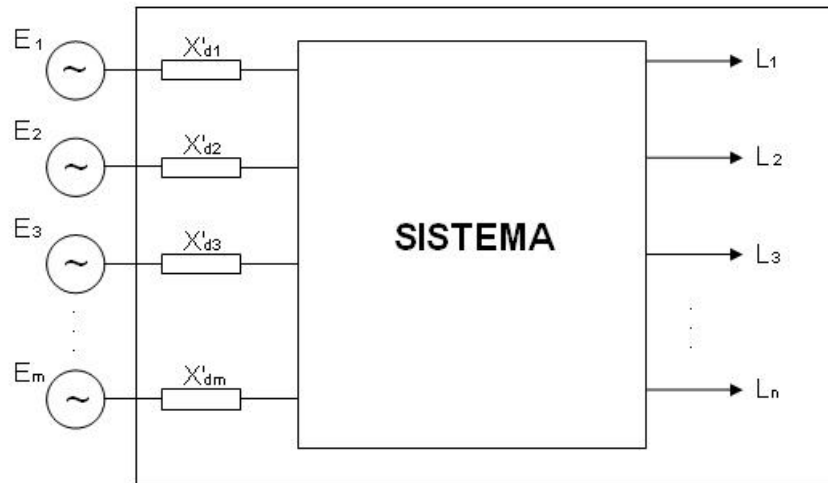 E1 X'd1 L1
E2 X'd2 L2
E3 X'd3 L3
SISTEMA
Em X'dm Ln